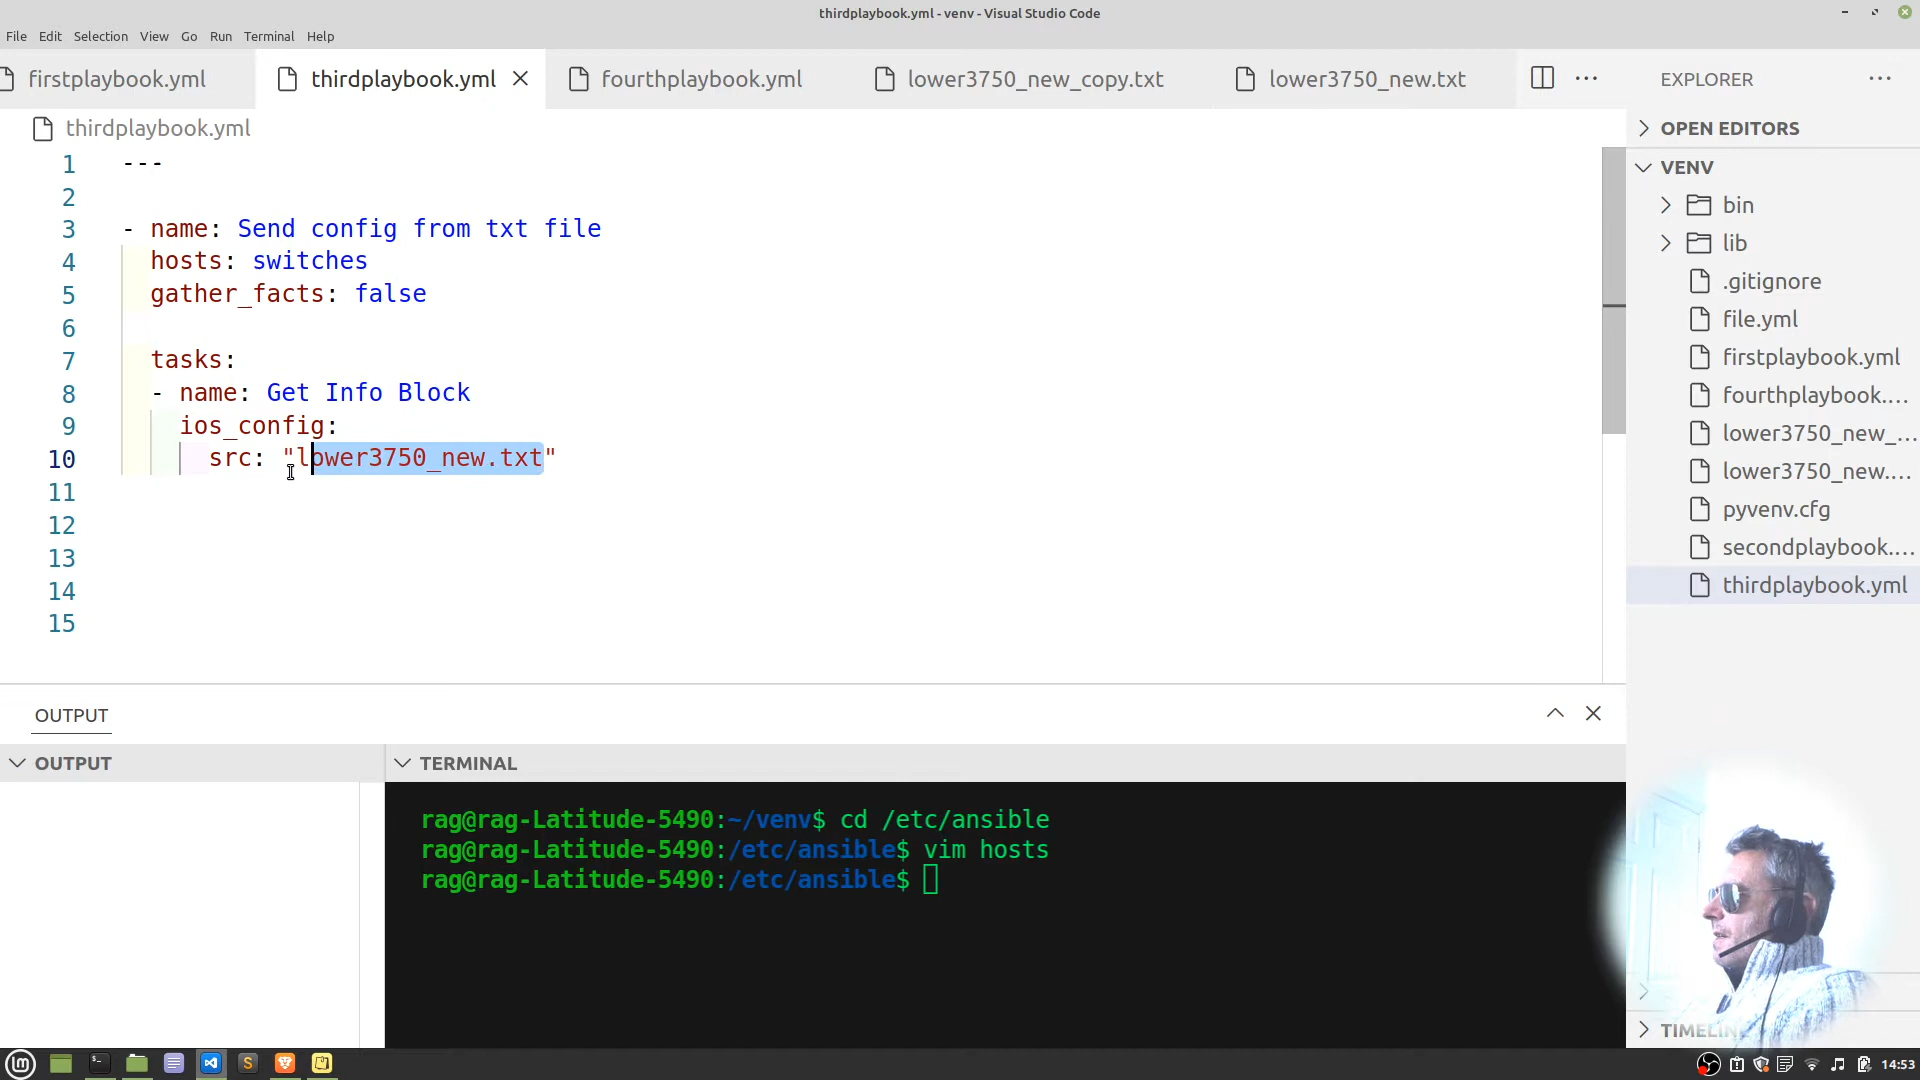 thirdplaybook.yml - venv - Visual Studio Code
File Edit Selection View Go Run Terminal Help
firstplaybook.yml thirdplaybook.yml fourthplaybook.yml lower3750_new_copy.txt lower3750_new.txt
thirdplaybook.yml
1 ---
2
3 - name: Send config from txt file
4 hosts: switches
5 gather_facts: false
6
7 tasks:
8 - name: Get Info Block
9 ios_config:
10 src: "lower3750_new.txt"
11
12
13
14
15
EXPLORER
OPEN EDITORS
VENV
bin
lib
.gitignore
file.yml
firstplaybook.yml
fourthplaybook....
lower3750_new_...
lower3750_new....
pyvenv.cfg
secondplaybook....
thirdplaybook.yml
OUTPUT
OUTPUT
TERMINAL
rag@rag-Latitude-5490:~/venv$ cd /etc/ansible
rag@rag-Latitude-5490:/etc/ansible$ vim hosts
rag@rag-Latitude-5490:/etc/ansible$
14:53